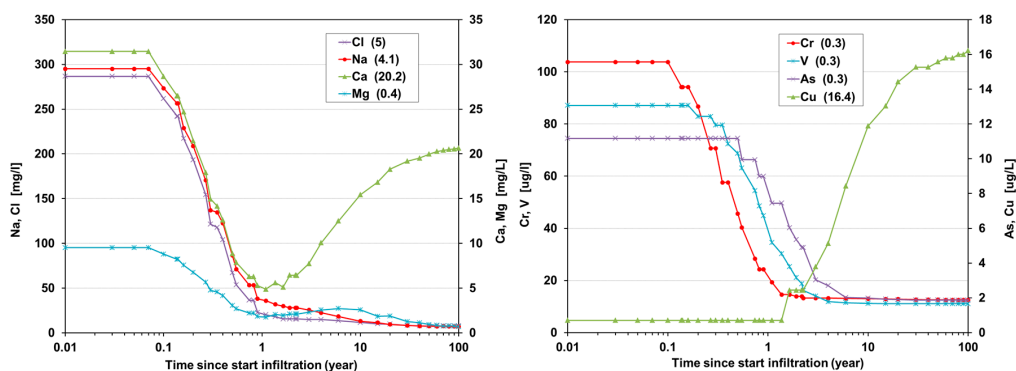 350
300
250
200
150
100
50
0
Na, Cl [mg/l]
35
30
25
20
15
10
5
0
Ca, Mg [mg/L]
Cl (5)
Na (4.1)
Ca (20.2)
Mg (0.4)
0.01 0.1 1 10 100
Time since start infiltration (year)
120
100
80
60
40
20
0
Cr, V [ug/l]
18
16
14
12
10
8
6
4
2
0
As, Cu [ug/L]
Cr (0.3)
V (0.3)
As (0.3)
Cu (16.4)
0.01 0.1 1 10 100
Time since start infiltration (year)